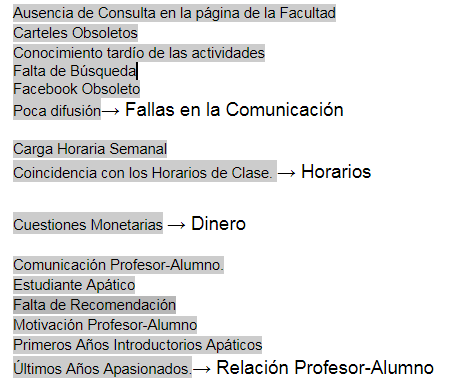 Ausencia de Consulta en la página de la Facultad
Carteles Obsoletos
Conocimiento tardío de las actividades
Falta de Búsqueda
Facebook Obsoleto
Poca difusión→ Fallas en la Comunicación
Carga Horaria Semanal
Coincidencia con los Horarios de Clase. → Horarios
Cuestiones Monetarias → Dinero
Comunicación Profesor-Alumno.
Estudiante Apático
Falta de Recomendación
Motivación Profesor-Alumno
Primeros Años Introductorios Apáticos
Últimos Años Apasionados.→ Relación Profesor-Alumno